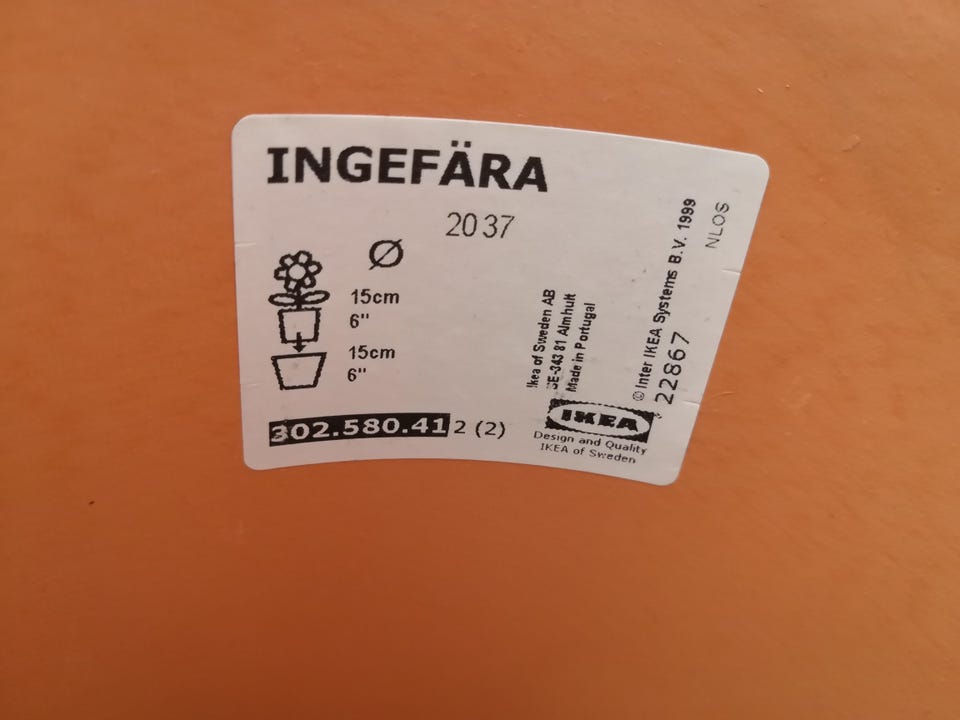 INGEFÄRA
2037
Ø
15cm
6"
15cm
6"
302.580.41 2 (2)
Ikea of Sweden AB
SE-343 81 Älmhult
Made in Portugal
IKEA
Design and Quality
IKEA of Sweden
© Inter IKEA Systems B.V. 1999
22867
NLOS